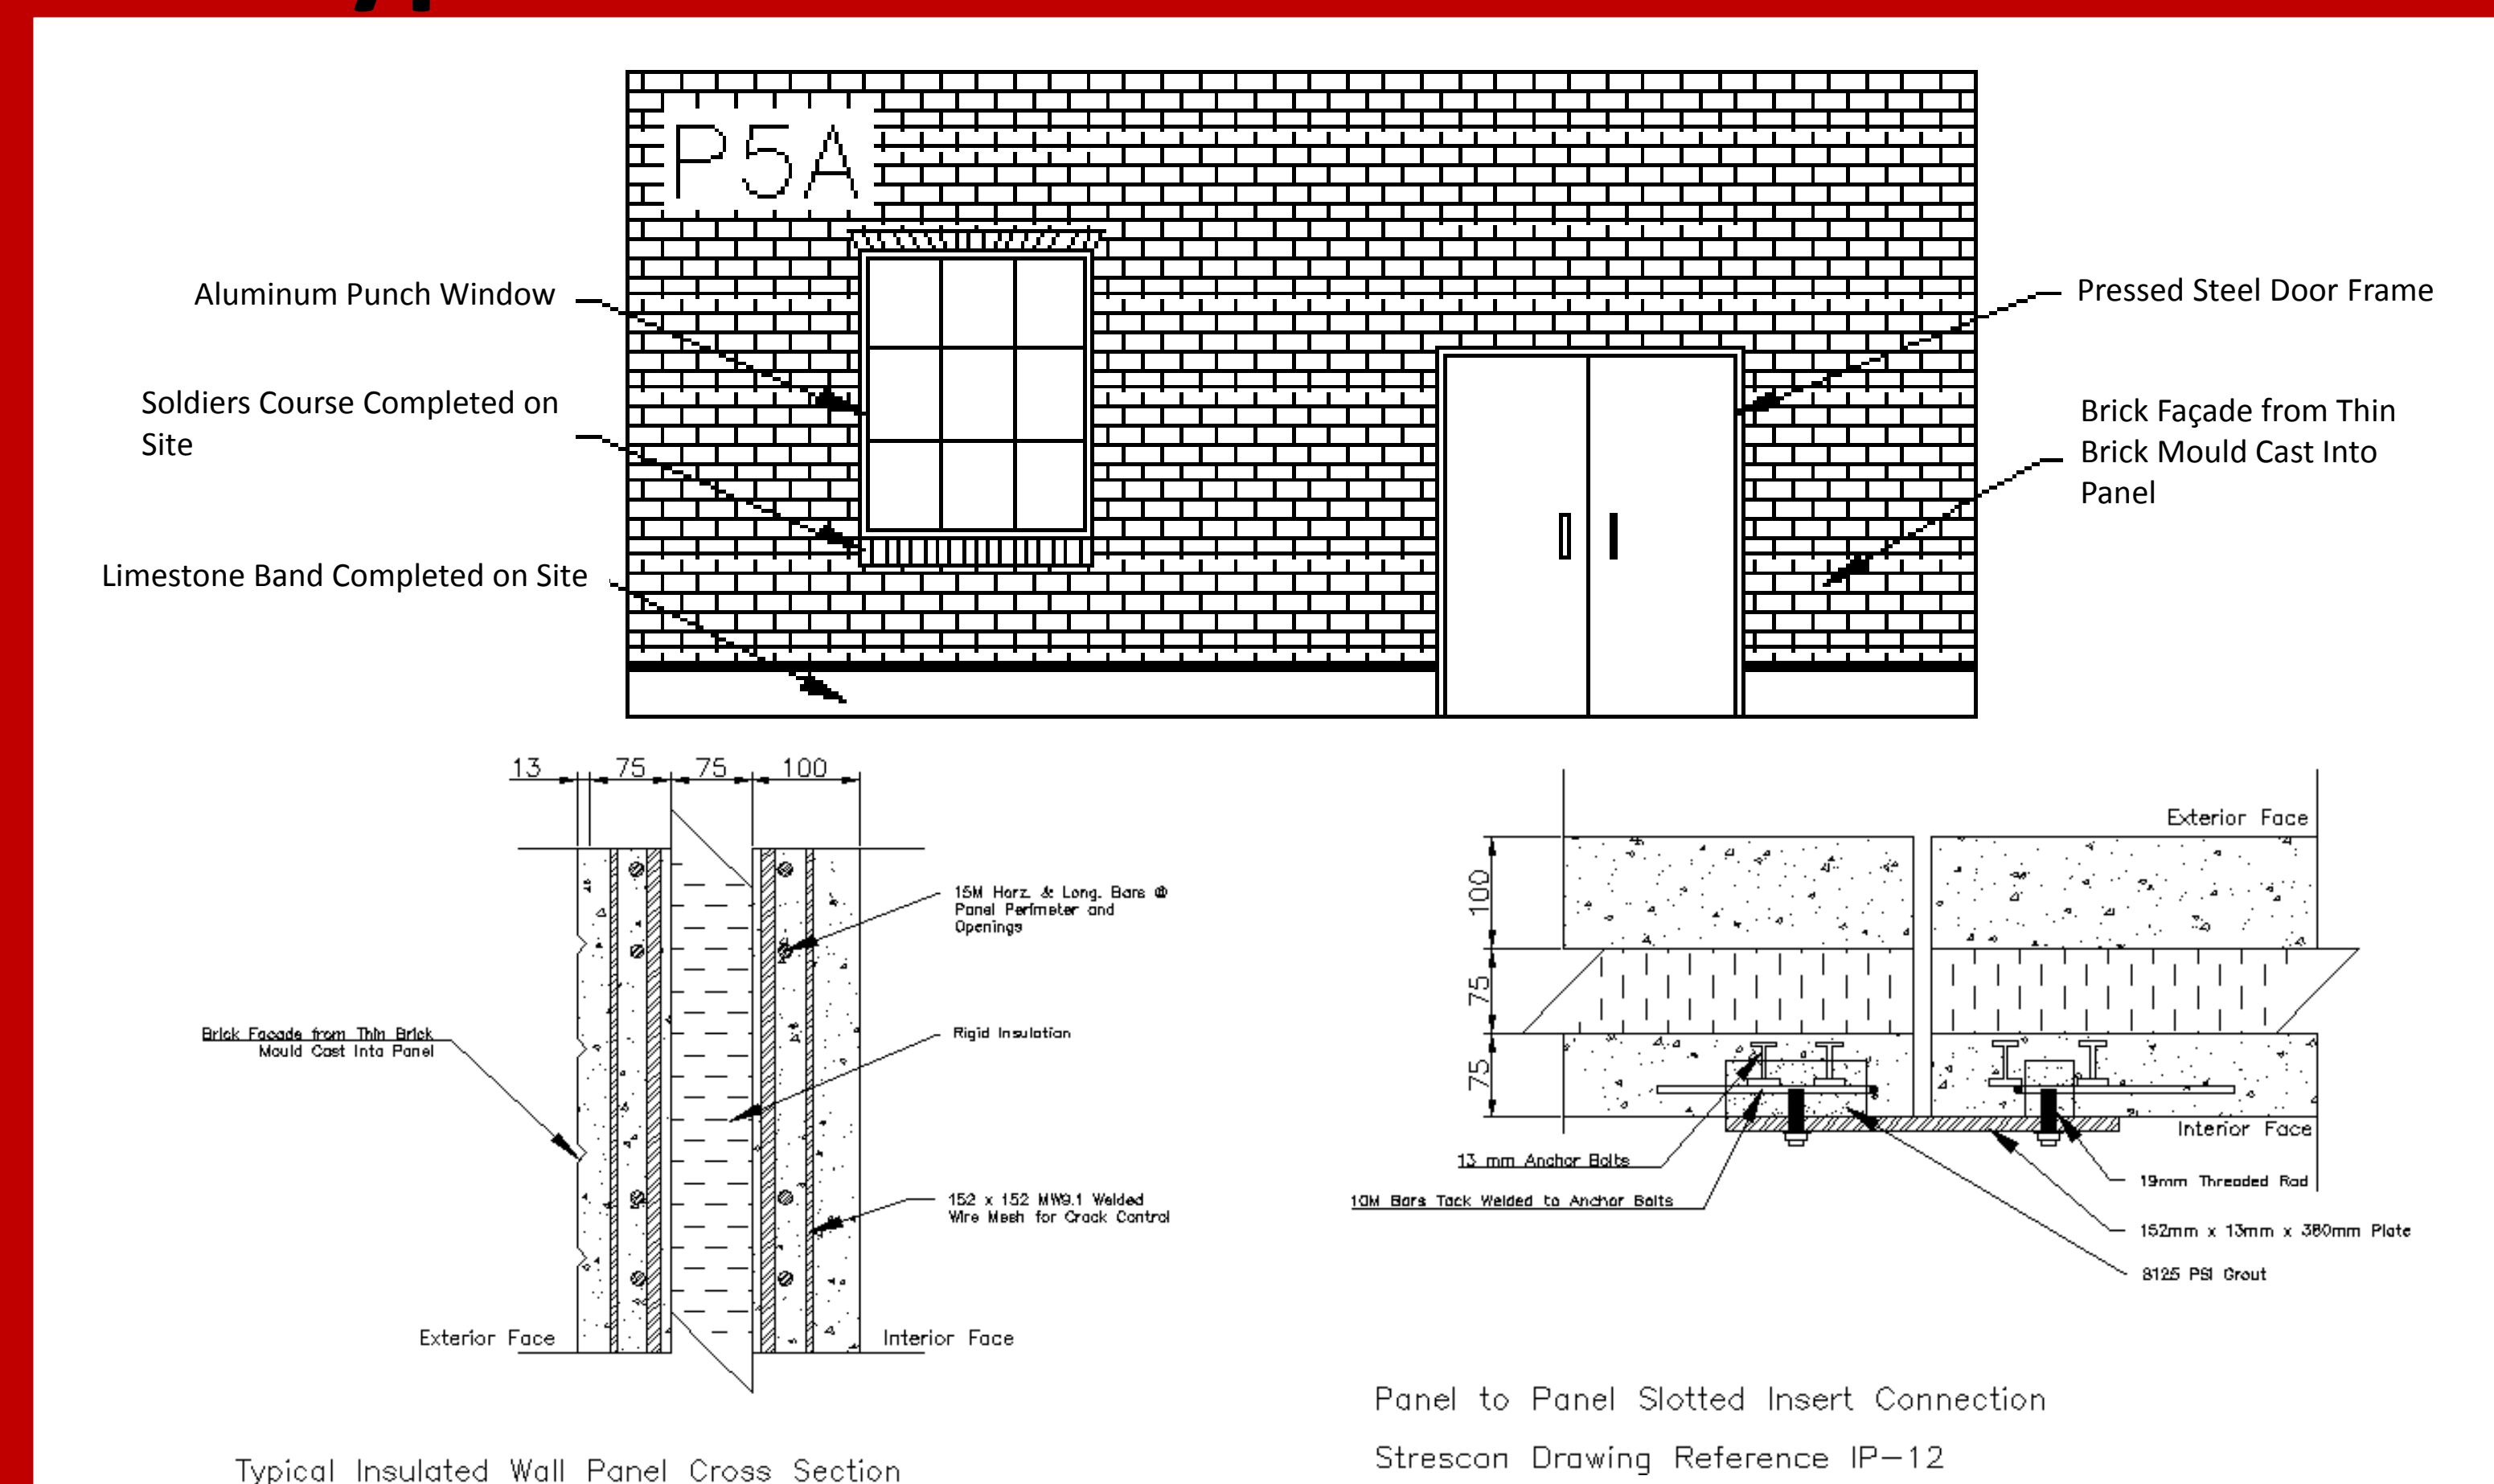 P5A
Aluminum Punch Window
Soldiers Course Completed on
Site
Limestone Band Completed on Site
Pressed Steel Door Frame
Brick Façade from Thin
Brick Mould Cast Into
Panel
13 75 75 100
15M Horz. & Long. Bars @
Panel Perimeter and
Openings
Brick Facade from Thin Brick
Mould Cast Into Panel
Rigid Insulation
152 x 152 MW9.1 Welded
Wire Mesh for Crack Control
Exterior Face
Interior Face
Typical Insulated Wall Panel Cross Section
Exterior Face
100
75
75
Interior Face
13 mm Anchor Bolts
10M Bars Tack Welded to Anchor Bolts
19mm Threaded Rod
152mm x 13mm x 380mm Plate
8125 PSI Grout
Panel to Panel Slotted Insert Connection
Strescon Drawing Reference IP-12